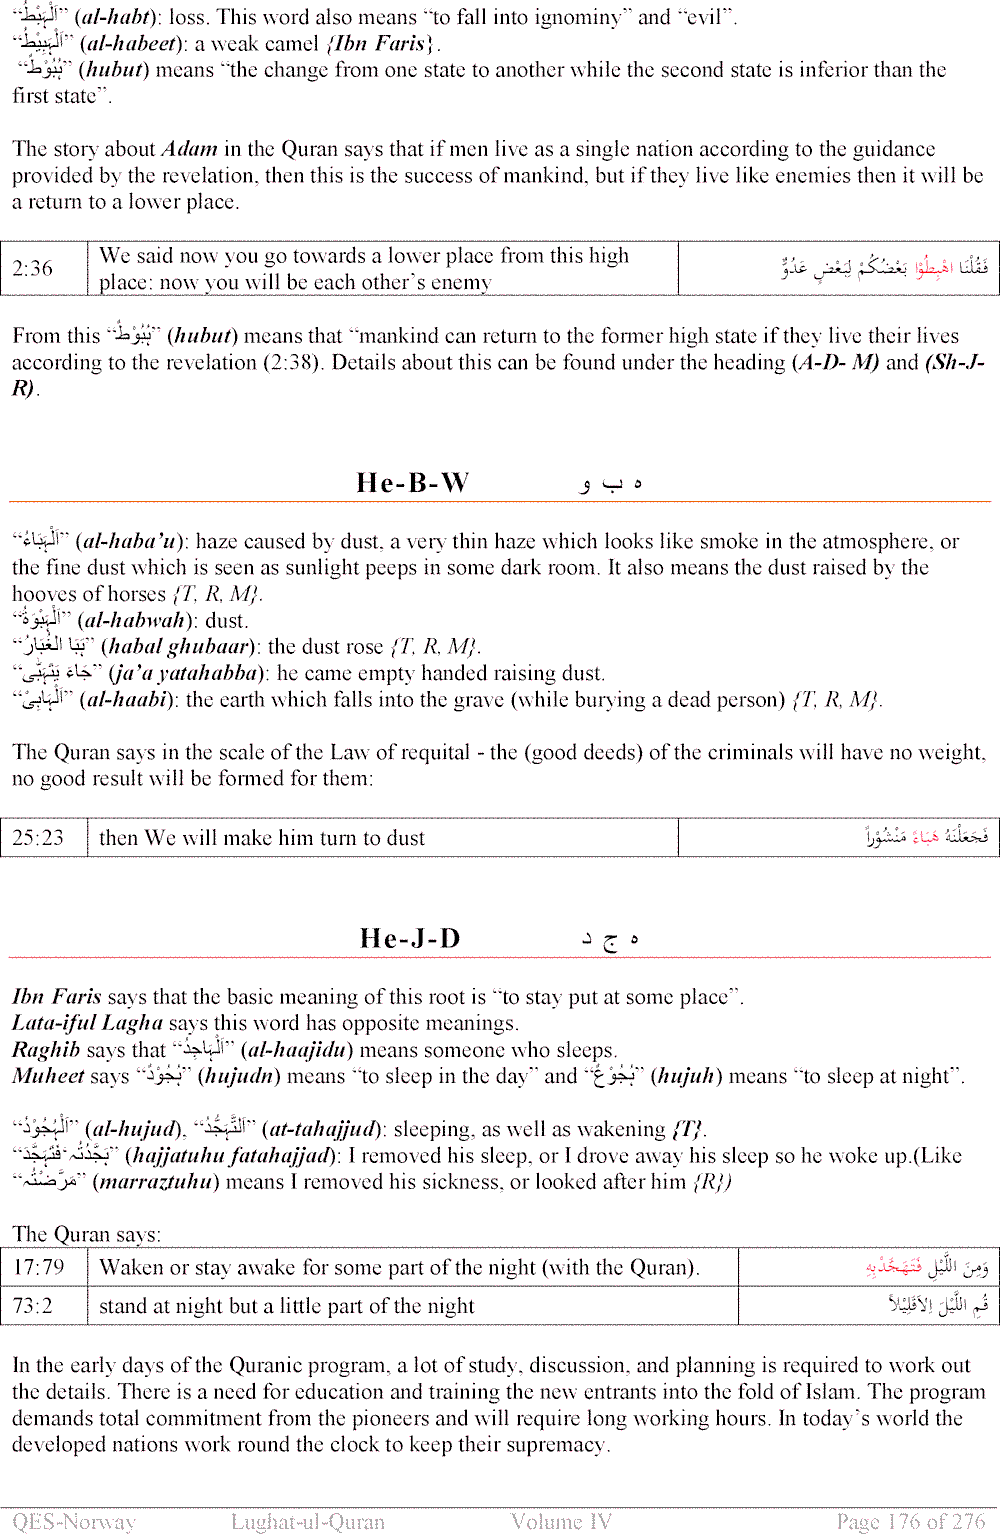 “اَلْہَبْطُ” (al-habt): loss. This word also means “to fall into ignominy” and “evil”.
“اَلْہَبِیْطُ” (al-habeet): a weak camel {Ibn Faris}.
“ہُبُوْطٌ” (hubut) means “the change from one state to another while the second state is inferior than the
first state”.
The story about Adam in the Quran says that if men live as a single nation according to the guidance
provided by the revelation, then this is the success of mankind, but if they live like enemies then it will be
a return to a lower place.
2:36 We said now you go towards a lower place from this high
place: now you will be each other’s enemy
فَقُلْنَا اهْبِطُوْا بَعْضُكُمْ لِبَعْضٍ عَدُوٌّ
From this “ہُبُوْطٌ” (hubut) means that “mankind can return to the former high state if they live their lives
according to the revelation (2:38). Details about this can be found under the heading (A-D- M) and (Sh-J-
R).
He-B-W ه ب و
“اَلْہَبَاءُ” (al-haba’u): haze caused by dust, a very thin haze which looks like smoke in the atmosphere, or
the fine dust which is seen as sunlight peeps in some dark room. It also means the dust raised by the
hooves of horses {T, R, M}.
“اَلْہَبْوَۃُ” (al-habwah): dust.
“ہَبَا الْغُبَارُ” (habal ghubaar): the dust rose {T, R, M}.
“جَاءَ یَتَہَبّٰی” (ja’a yatahabba): he came empty handed raising dust.
“اَلْہَابِیْ” (al-haabi): the earth which falls into the grave (while burying a dead person) {T, R, M}.
The Quran says in the scale of the Law of requital - the (good deeds) of the criminals will have no weight,
no good result will be formed for them:
25:23 then We will make him turn to dust فَجَعَلْنٰهُ هَبَاءً مَنْشُوْراً
He-J-D ه ج د
Ibn Faris says that the basic meaning of this root is “to stay put at some place”.
Lata-iful Lagha says this word has opposite meanings.
Raghib says that “اَلْہَاجِدُ” (al-haajidu) means someone who sleeps.
Muheet says “ہُجُوْدٌ” (hujudn) means “to sleep in the day” and “ہُجُوْعٌ” (hujuh) means “to sleep at night”.
“اَلْہُجُوْدُ”, “اَلتَّہَجُّدُ” (al-hujud), (at-tahajjud): sleeping, as well as wakening {T}.
“ہَجَّدْتُہٗ فَتَہَجَّدَ” (hajjatuhu fatahajjad): I removed his sleep, or I drove away his sleep so he woke up.(Like
“مَرَّضْتُہٗ” (marraztuhu) means I removed his sickness, or looked after him {R})
The Quran says:
17:79 Waken or stay awake for some part of the night (with the Quran). وَمِنَ اللَّيْلِ فَتَهَجَّدْبِهِ
73:2 stand at night but a little part of the night قُمِ اللَّيْلَ اِلاَّقَلِيْلاً
In the early days of the Quranic program, a lot of study, discussion, and planning is required to work out
the details. There is a need for education and training the new entrants into the fold of Islam. The program
demands total commitment from the pioneers and will require long working hours. In today’s world the
developed nations work round the clock to keep their supremacy.
QES-Norway Lughat-ul-Quran Volume IV Page 176 of 276